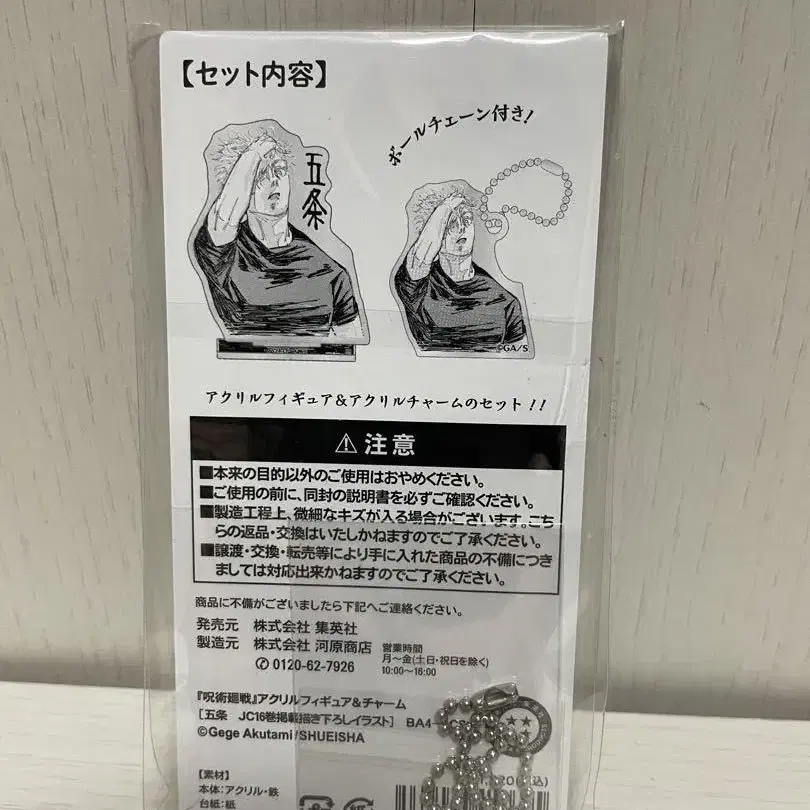 【セット内容】
ボールチェーン付き!
五条
©GA/S.
アクリルフィギュア&アクリルチャームのセット!!
⚠注意
■本来の目的以外のご使用はおやめください。
■ご使用の前に、同封の説明書を必ずご確認ください。
■製造工程上、微細なキズが入る場合がございます。こち
らの返品・交換はいたしかねますのでご了承ください。
■譲渡・交換・転売等により手に入れた商品の不備につき
ましては対応出来かねますのでご了承ください。
商品に不備がございましたら下記へご連絡ください。
発売元 株式会社 集英社
製造元 株式会社 河原商店
✆0120-62-7926
営業時間
月～金(土日・祝日を除く)
10:00～16:00
『呪術廻戦』アクリルフィギュア&チャーム
[五条 JC16巻掲載描き下ろしイラスト] BA4-
©Gege Akutami/SHUEISHA
【素材】
本体:アクリル・鉄
台紙:紙